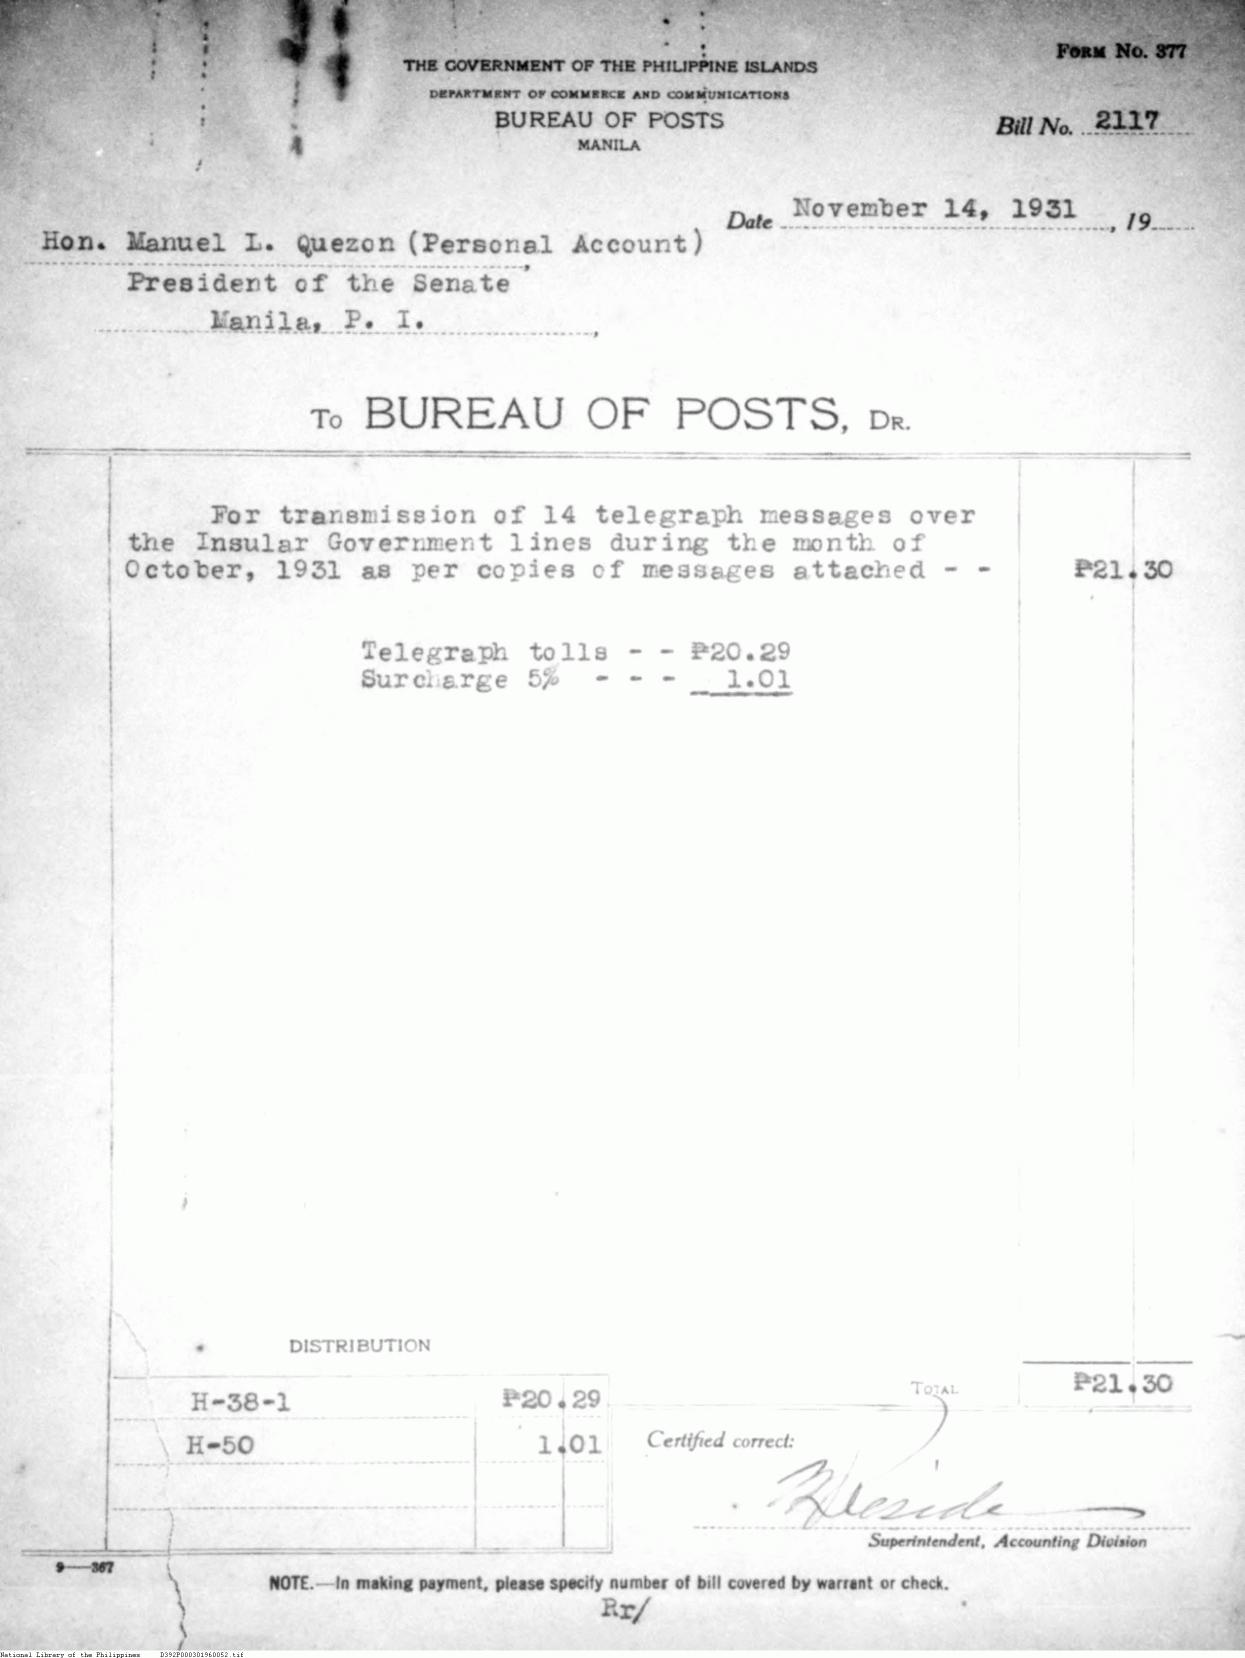 FORM No. 377
THE GOVERNMENT OF THE PHILIPPINE ISLANDS
DEPARTMENT OF COMMERCE AND COMMUNICATIONS
BUREAU OF POSTS
MANILA
Bill No. 2117
Date November 14, 1931, 19
Hon. Manuel L. Quezon (Personal Account),
President of the Senate
Manila, P. I.,
To BUREAU OF POSTS, DR.
For transmission of 14 telegraph messages over
the Insular Government lines during the month of
October, 1931 as per copies of messages attached - - ₱21.30
Telegraph tolls - - ₱20.29
Surcharge 5% - - - 1.01
DISTRIBUTION
TOTAL ₱21.30
H-38-1 ₱20.29
H-50 1.01
Certified correct:
Superintendent, Accounting Division
9—367
NOTE.—In making payment, please specify number of bill covered by warrant or check.
Rr/
National Library of the Philippines D392P000301960052.tif